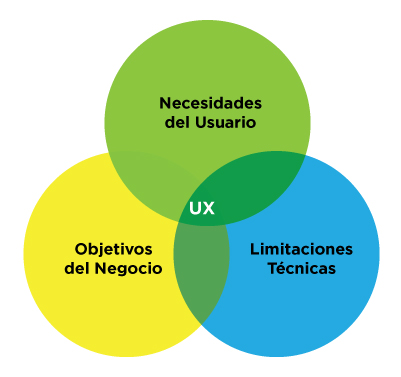 Necesidades
del Usuario
UX
Objetivos
del Negocio
Limitaciones
Técnicas